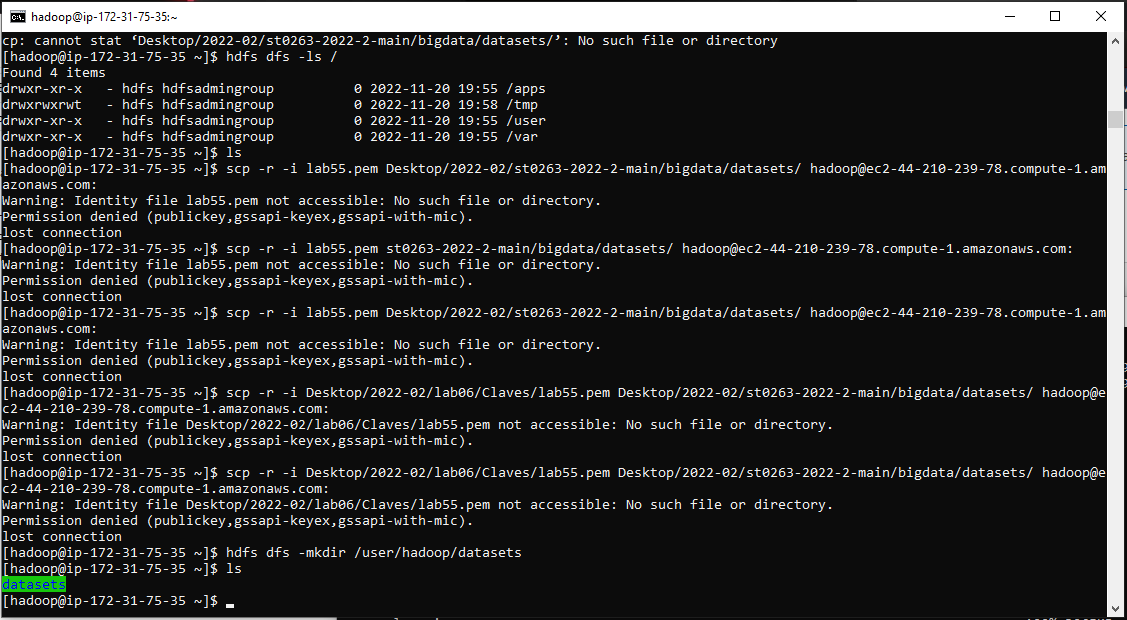 hadoop@ip-172-31-75-35:~
cp: cannot stat ‘Desktop/2022-02/st0263-2022-2-main/bigdata/datasets/’: No such file or directory
[hadoop@ip-172-31-75-35 ~]$ hdfs dfs -ls /
Found 4 items
drwxr-xr-x   - hdfs hdfsadmingroup          0 2022-11-20 19:55 /apps
drwxrwxrwt   - hdfs hdfsadmingroup          0 2022-11-20 19:58 /tmp
drwxr-xr-x   - hdfs hdfsadmingroup          0 2022-11-20 19:55 /user
drwxr-xr-x   - hdfs hdfsadmingroup          0 2022-11-20 19:55 /var
[hadoop@ip-172-31-75-35 ~]$ ls
[hadoop@ip-172-31-75-35 ~]$ scp -r -i lab55.pem Desktop/2022-02/st0263-2022-2-main/bigdata/datasets/ hadoop@ec2-44-210-239-78.compute-1.am
azonaws.com:
Warning: Identity file lab55.pem not accessible: No such file or directory.
Permission denied (publickey,gssapi-keyex,gssapi-with-mic).
lost connection
[hadoop@ip-172-31-75-35 ~]$ scp -r -i lab55.pem st0263-2022-2-main/bigdata/datasets/ hadoop@ec2-44-210-239-78.compute-1.amazonaws.com:
Warning: Identity file lab55.pem not accessible: No such file or directory.
Permission denied (publickey,gssapi-keyex,gssapi-with-mic).
lost connection
[hadoop@ip-172-31-75-35 ~]$ scp -r -i lab55.pem Desktop/2022-02/st0263-2022-2-main/bigdata/datasets/ hadoop@ec2-44-210-239-78.compute-1.am
azonaws.com:
Warning: Identity file lab55.pem not accessible: No such file or directory.
Permission denied (publickey,gssapi-keyex,gssapi-with-mic).
lost connection
[hadoop@ip-172-31-75-35 ~]$ scp -r -i Desktop/2022-02/lab06/Claves/lab55.pem Desktop/2022-02/st0263-2022-2-main/bigdata/datasets/ hadoop@e
c2-44-210-239-78.compute-1.amazonaws.com:
Warning: Identity file Desktop/2022-02/lab06/Claves/lab55.pem not accessible: No such file or directory.
Permission denied (publickey,gssapi-keyex,gssapi-with-mic).
lost connection
[hadoop@ip-172-31-75-35 ~]$ scp -r -i Desktop/2022-02/lab06/Claves/lab55.pem Desktop/2022-02/st0263-2022-2-main/bigdata/datasets/ hadoop@e
c2-44-210-239-78.compute-1.amazonaws.com:
Warning: Identity file Desktop/2022-02/lab06/Claves/lab55.pem not accessible: No such file or directory.
Permission denied (publickey,gssapi-keyex,gssapi-with-mic).
lost connection
[hadoop@ip-172-31-75-35 ~]$ hdfs dfs -mkdir /user/hadoop/datasets
[hadoop@ip-172-31-75-35 ~]$ ls
datasets
[hadoop@ip-172-31-75-35 ~]$